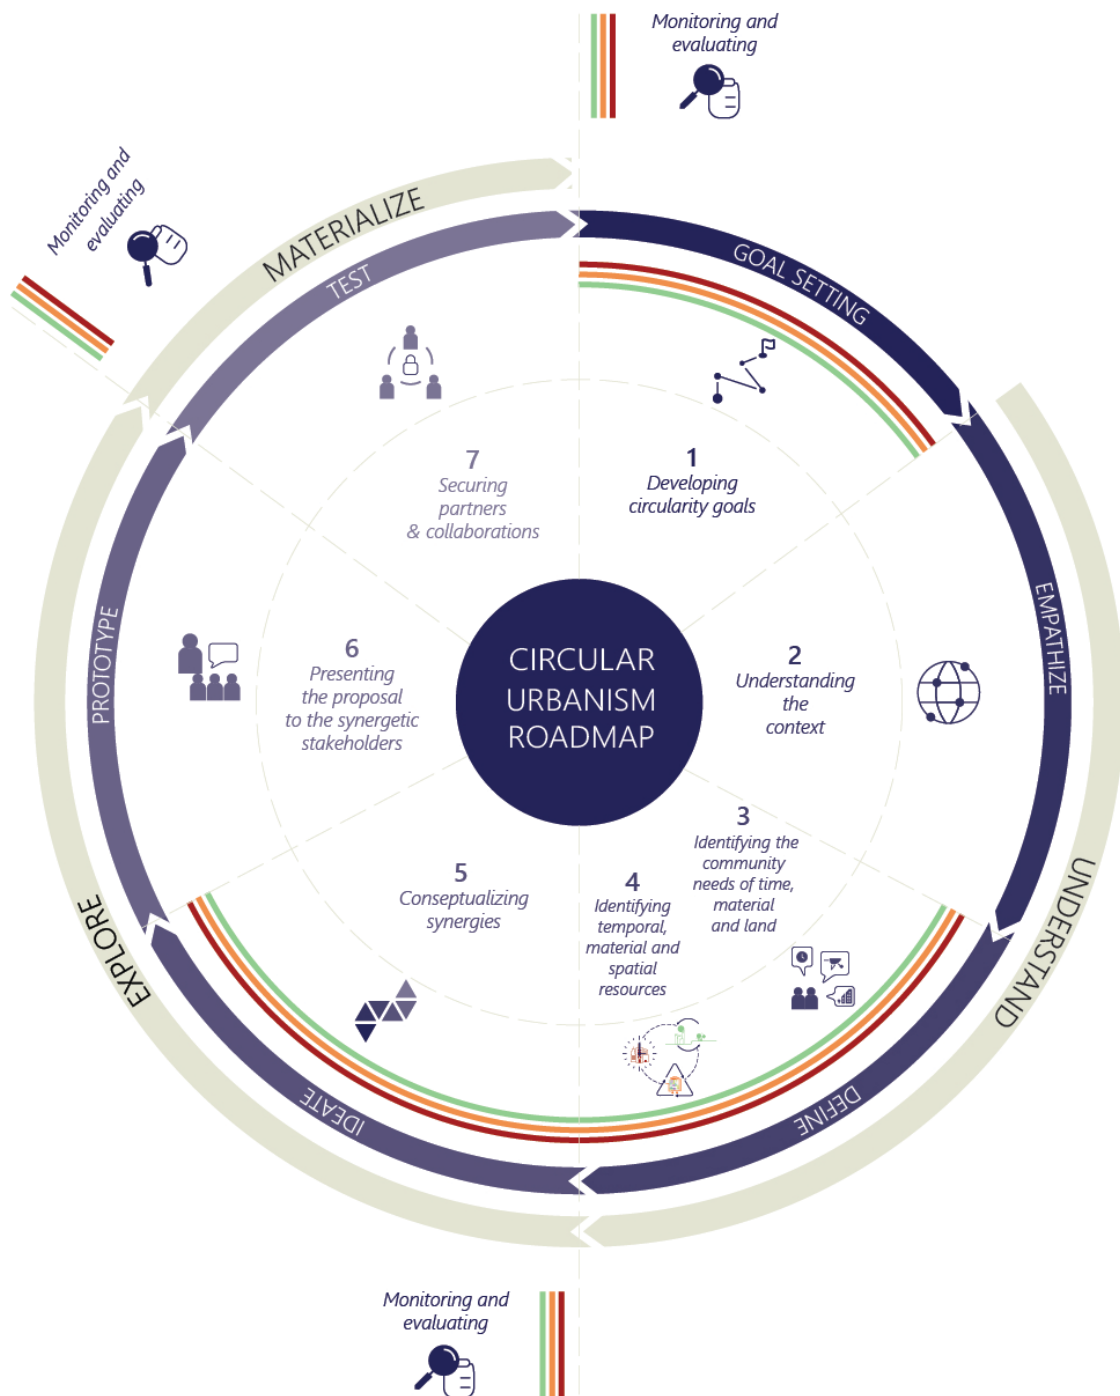 Monitoring and
evaluating
Monitoring and
evaluating
MATERIALIZE
TEST
GOAL SETTING
7
Securing
partners
& collaborations
1
Developing
circularity goals
EMPATHIZE
PROTOTYPE
6
Presenting
the proposal
to the synergetic
stakeholders
CIRCULAR
URBANISM
ROADMAP
2
Understanding
the
context
3
Identifying the
community
needs of time,
material
and land
4
Identifying
temporal,
material and
spatial
resources
5
Conseptualizing
synergies
EXPLORE
UNDERSTAND
IDEATE
DEFINE
Monitoring and
evaluating